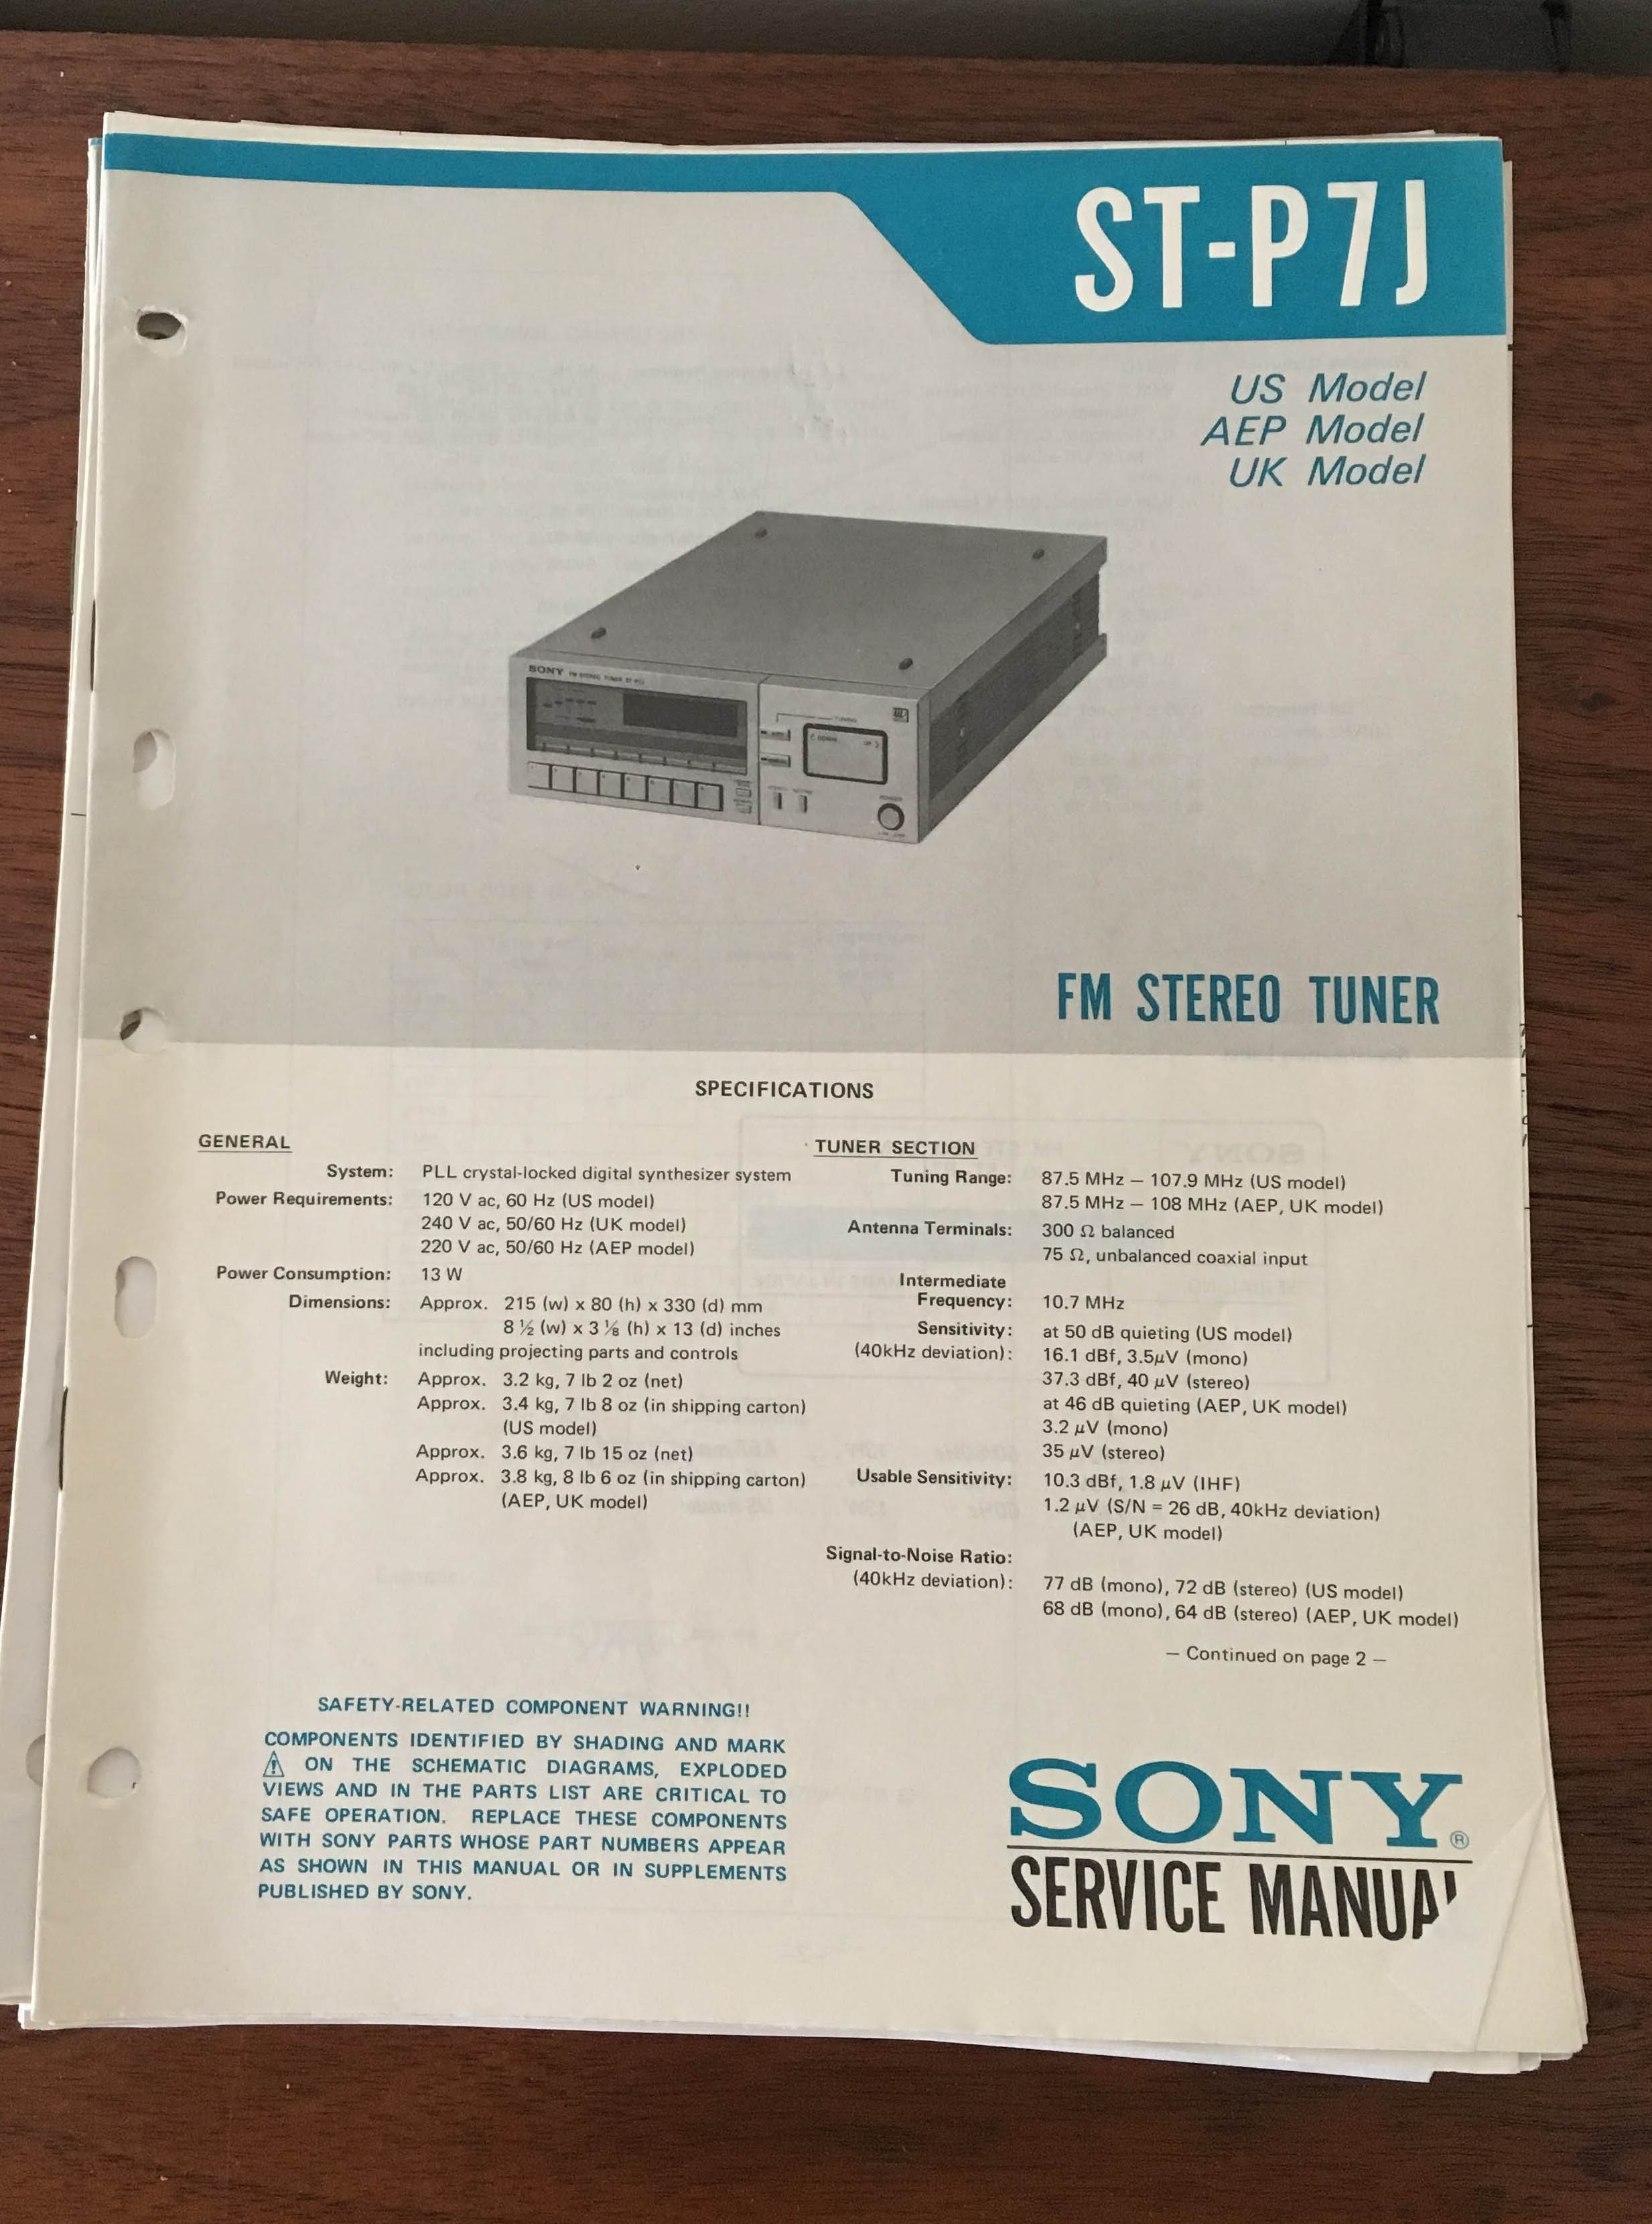 ST-P7J
US Model
AEP Model
UK Model
SONY FM STEREO TUNER
TUNING
DOWN UP
POWER
FM STEREO TUNER
SPECIFICATIONS
GENERAL
System: PLL crystal-locked digital synthesizer system
Power Requirements: 120 V ac, 60 Hz (US model)
240 V ac, 50/60 Hz (UK model)
220 V ac, 50/60 Hz (AEP model)
Power Consumption: 13 W
Dimensions: Approx. 215 (w) x 80 (h) x 330 (d) mm
8 ½ (w) x 3 ⅛ (h) x 13 (d) inches
including projecting parts and controls
Weight: Approx. 3.2 kg, 7 lb 2 oz (net)
Approx. 3.4 kg, 7 lb 8 oz (in shipping carton)
(US model)
Approx. 3.6 kg, 7 lb 15 oz (net)
Approx. 3.8 kg, 8 lb 6 oz (in shipping carton)
(AEP, UK model)
TUNER SECTION
Tuning Range: 87.5 MHz – 107.9 MHz (US model)
87.5 MHz – 108 MHz (AEP, UK model)
Antenna Terminals: 300 Ω balanced
75 Ω, unbalanced coaxial input
Intermediate
Frequency: 10.7 MHz
Sensitivity: at 50 dB quieting (US model)
(40kHz deviation): 16.1 dBf, 3.5μV (mono)
37.3 dBf, 40 μV (stereo)
at 46 dB quieting (AEP, UK model)
3.2 μV (mono)
35 μV (stereo)
Usable Sensitivity: 10.3 dBf, 1.8 μV (IHF)
1.2 μV (S/N = 26 dB, 40kHz deviation)
(AEP, UK model)
Signal-to-Noise Ratio:
(40kHz deviation): 77 dB (mono), 72 dB (stereo) (US model)
68 dB (mono), 64 dB (stereo) (AEP, UK model)
– Continued on page 2 –
SAFETY-RELATED COMPONENT WARNING!!
COMPONENTS IDENTIFIED BY SHADING AND MARK
⚠ ON THE SCHEMATIC DIAGRAMS, EXPLODED
VIEWS AND IN THE PARTS LIST ARE CRITICAL TO
SAFE OPERATION. REPLACE THESE COMPONENTS
WITH SONY PARTS WHOSE PART NUMBERS APPEAR
AS SHOWN IN THIS MANUAL OR IN SUPPLEMENTS
PUBLISHED BY SONY.
SONY®
SERVICE MANUAL